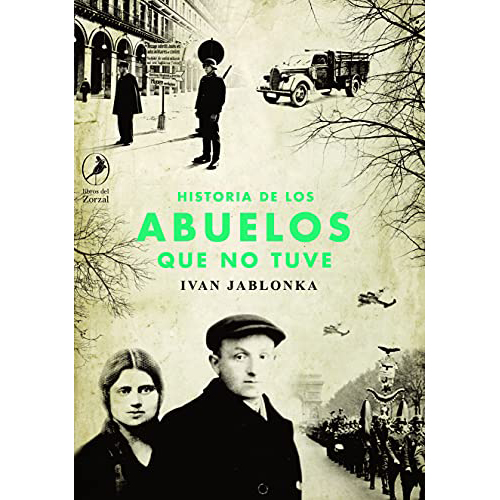 libros del
Zorzal
HISTORIA DE LOS
ABUELOS
QUE NO TUVE
IVAN JABLONKA